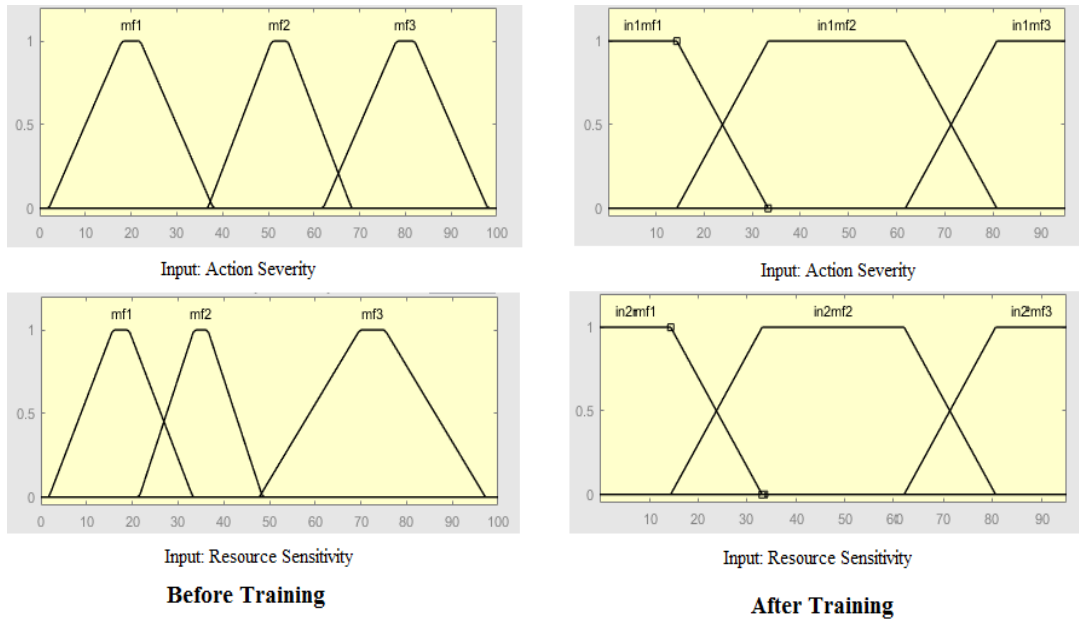 mf1 mf2 mf3
1
0.5
0
0 10 20 30 40 50 60 70 80 90 100
Input: Action Severity
in1mf1 in1mf2 in1mf3
1
0.5
0
10 20 30 40 50 60 70 80 90
Input: Action Severity
mf1 mf2 mf3
1
0.5
0
0 10 20 30 40 50 60 70 80 90 100
Input: Resource Sensitivity
Before Training
in2mf1 in2mf2 in2mf3
1
0.5
0
10 20 30 40 50 60 70 80 90
Input: Resource Sensitivity
After Training